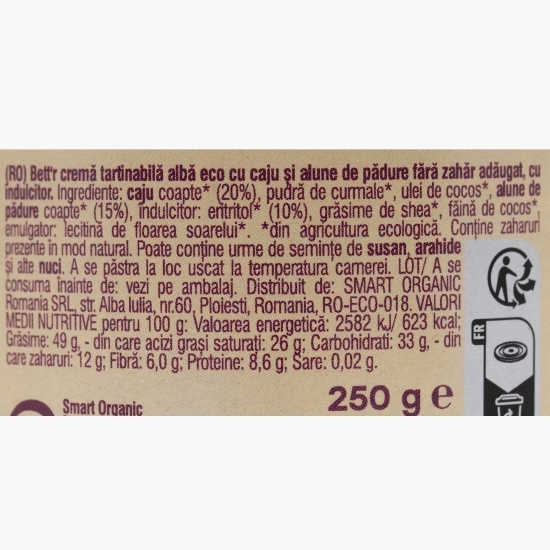 (RO) Bett'r cremă tartinabilă albă eco cu caju și alune de pădure fără zahăr adăugat, cu
îndulcitor. Ingrediente: caju coapte* (20%), pudră de curmale*, ulei de cocos*, alune de
pădure coapte* (15%), îndulcitor: eritritol* (10%), grăsime de shea*, făină de cocos*,
emulgator: lecitină de floarea soarelui*. *din agricultura ecologică. Conține zaharuri
prezente în mod natural. Poate conține urme de semințe de susan, arahide
și alte nuci. A se păstra la loc uscat la temperatura camerei. LOT/ A se
consuma înainte de: vezi pe ambalaj. Distribuit de: SMART ORGANIC
Romania SRL, str. Alba Iulia, nr.60, Ploiesti, Romania, RO-ECO-018. VALORI
MEDII NUTRITIVE pentru 100 g: Valoarea energetică: 2582 kJ/ 623 kcal;
Grăsime: 49 g, - din care acizi grași saturati: 26 g; Carbohidrati: 33 g, - din
care zaharuri: 12 g; Fibră: 6,0 g; Proteine: 8,6 g; Sare: 0,02 g.
FR
250 g e
Smart Organic